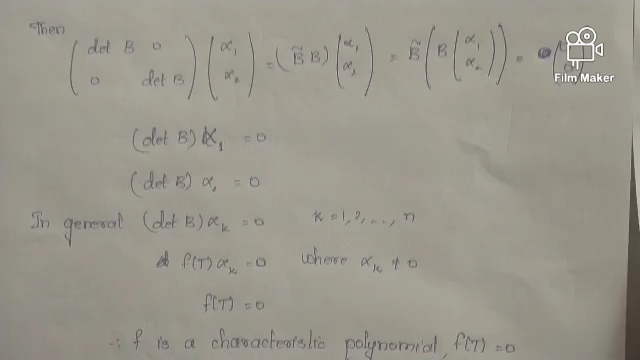 Then
( det B 0 ) ( α₁ ) = ( B̃ B ) ( α₁ ) = B̃ ( B ( α₁ ) ) =
( 0 det B ) ( α₂ ) ( α₂ ) ( α₂ )
Film Maker
(det B) α₁ = 0
(det B) α₂ = 0
In general (det B) αₖ = 0 k = 1, 2, ..., n
f(T) αₖ = 0 where αₖ ≠ 0
f(T) = 0
∴ f is a characteristic polynomial, f(T) = 0